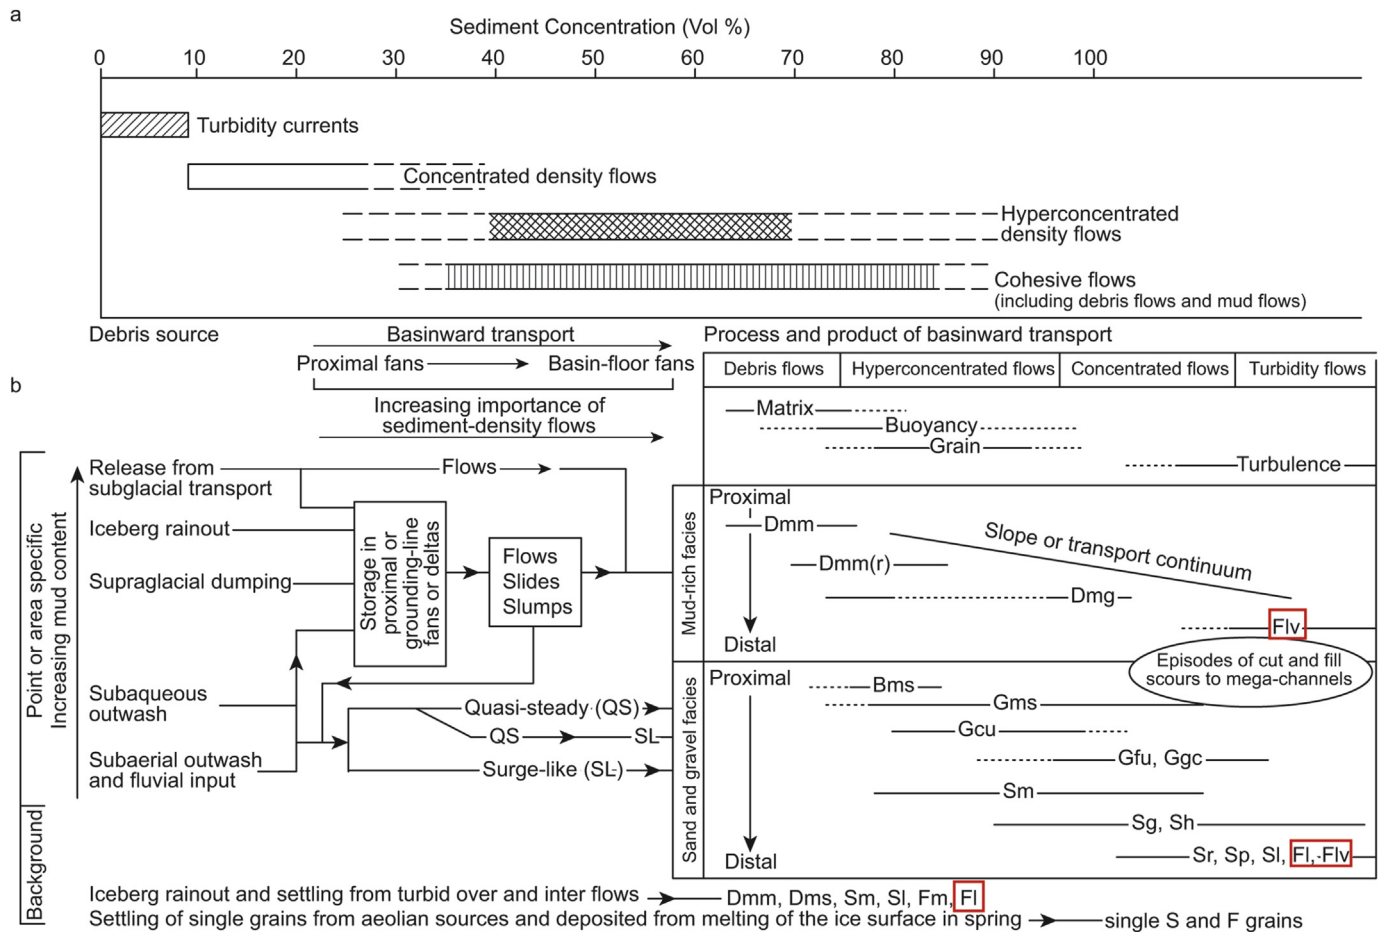 a
Sediment Concentration (Vol %)
0 10 20 30 40 50 60 70 80 90 100
Turbidity currents
Concentrated density flows
Hyperconcentrated
density flows
Cohesive flows
(including debris flows and mud flows)
Debris source
Basinward transport
Process and product of basinward transport
Proximal fans
Basin-floor fans
Debris flows
Hyperconcentrated flows
Concentrated flows
Turbidity flows
b
Increasing importance of
sediment-density flows
Matrix
Buoyancy
Grain
Turbulence
Point or area specific
Increasing mud content
Background
Release from
subglacial transport
Flows
Iceberg rainout
Supraglacial dumping
Storage in
proximal or
grounding-line
fans or deltas
Flows
Slides
Slumps
Subaqueous
outwash
Subaerial outwash
and fluvial input
Quasi-steady (QS)
QS
SL
Surge-like (SL)
Mud-rich facies
Proximal
Dmm
Slope or transport continuum
Dmm(r)
Dmg
Flv
Distal
Episodes of cut and fill
scours to mega-channels
Sand and gravel facies
Proximal
Bms
Gms
Gcu
Gfu, Ggc
Sm
Sg, Sh
Sr, Sp, Sl, Fl, Flv
Distal
Iceberg rainout and settling from turbid over and inter flows
Dmm, Dms, Sm, Sl, Fm, Fl
Settling of single grains from aeolian sources and deposited from melting of the ice surface in spring
single S and F grains